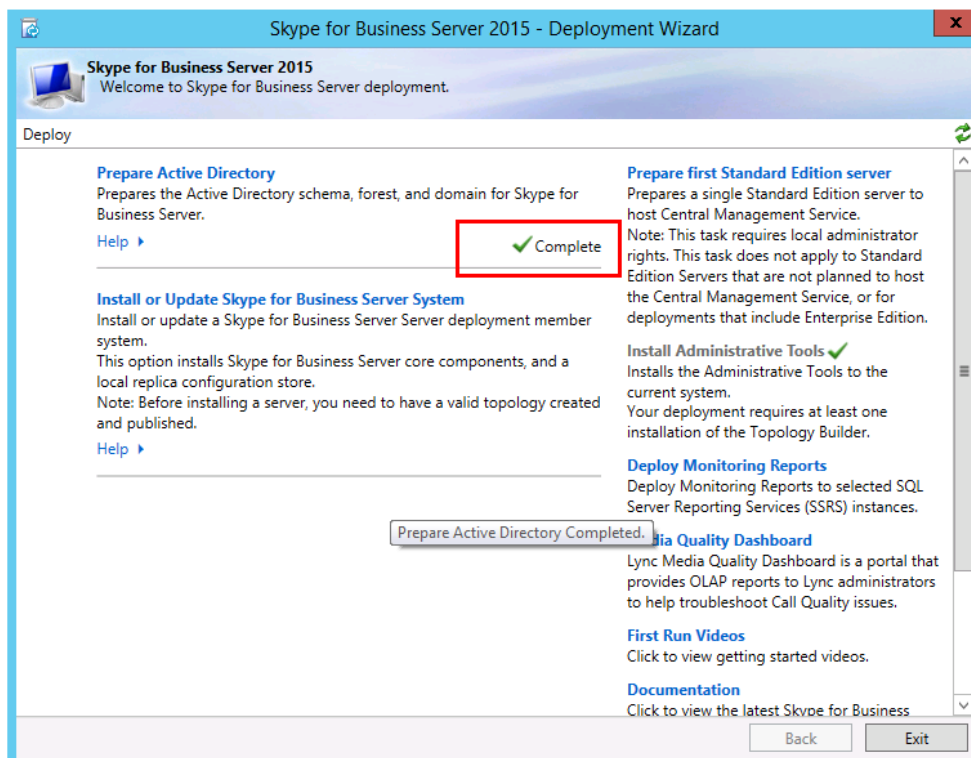 Skype for Business Server 2015 - Deployment Wizard
x
Skype for Business Server 2015
Welcome to Skype for Business Server deployment.
Deploy
Prepare Active Directory
Prepares the Active Directory schema, forest, and domain for Skype for
Business Server.
Help
Complete
Install or Update Skype for Business Server System
Install or update a Skype for Business Server Server deployment member
system.
This option installs Skype for Business Server core components, and a
local replica configuration store.
Note: Before installing a server, you need to have a valid topology created
and published.
Help
Prepare Active Directory Completed.
Prepare first Standard Edition server
Prepares a single Standard Edition server to
host Central Management Service.
Note: This task requires local administrator
rights. This task does not apply to Standard
Edition Servers that are not planned to host
the Central Management Service, or for
deployments that include Enterprise Edition.
Install Administrative Tools
Installs the Administrative Tools to the
current system.
Your deployment requires at least one
installation of the Topology Builder.
Deploy Monitoring Reports
Deploy Monitoring Reports to selected SQL
Server Reporting Services (SSRS) instances.
dia Quality Dashboard
Lync Media Quality Dashboard is a portal that
provides OLAP reports to Lync administrators
to help troubleshoot Call Quality issues.
First Run Videos
Click to view getting started videos.
Documentation
Click to view the latest Skype for Business
Back
Exit